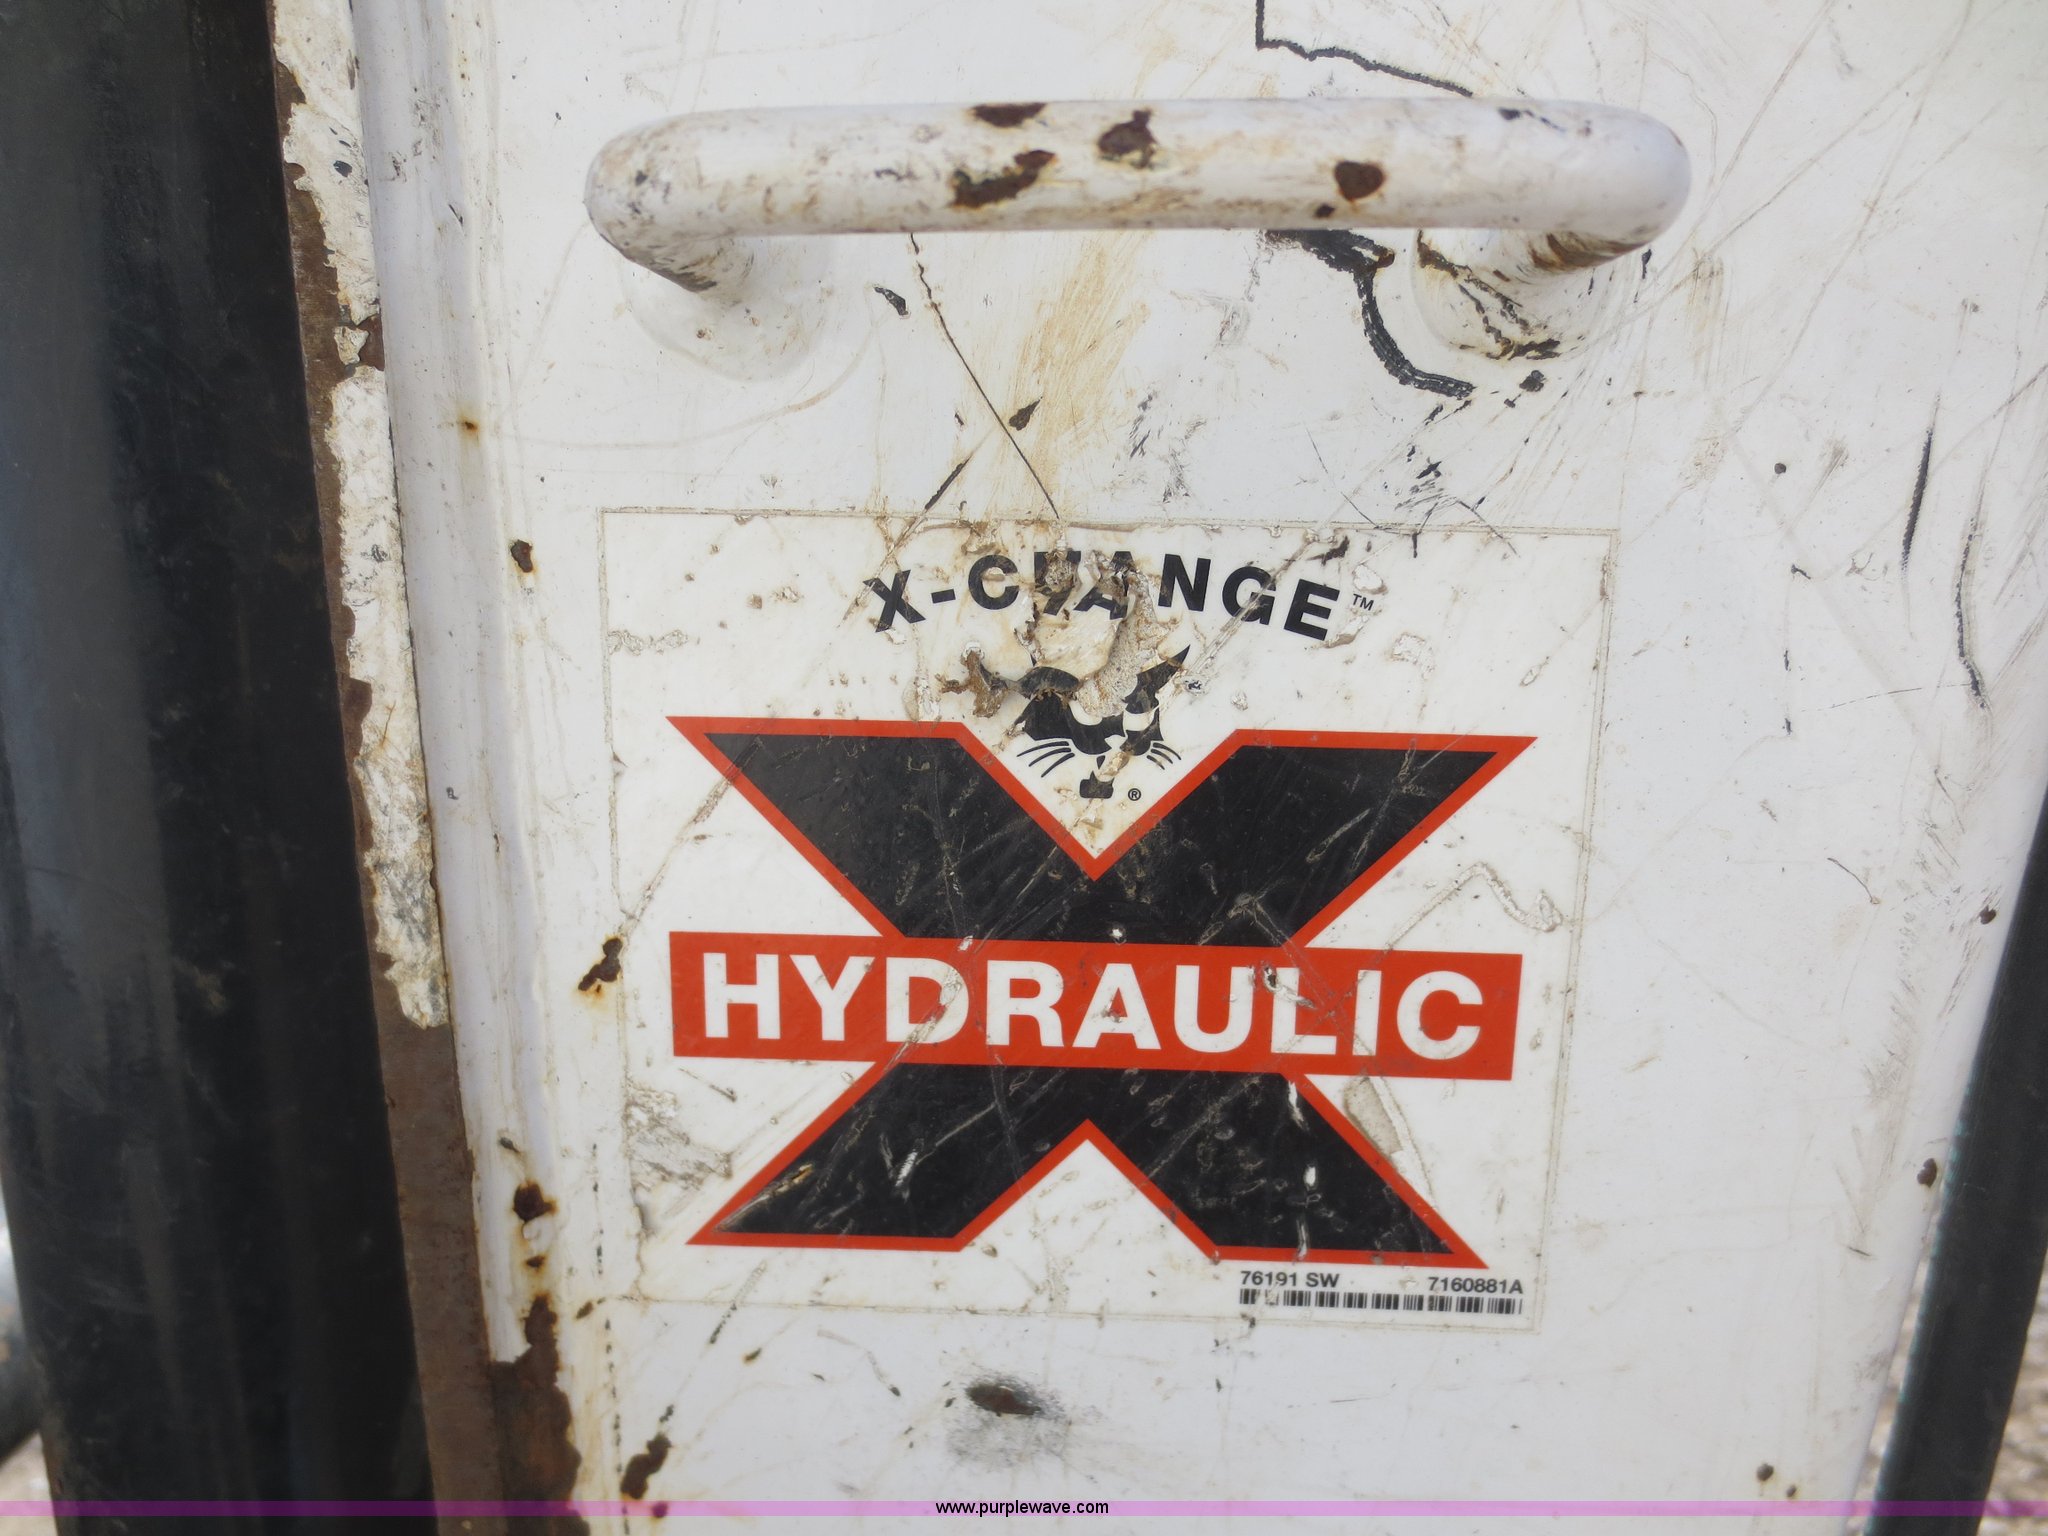 X-CHANGE™
®
HYDRAULIC
76191 SW 7160881A
www.purplewave.com